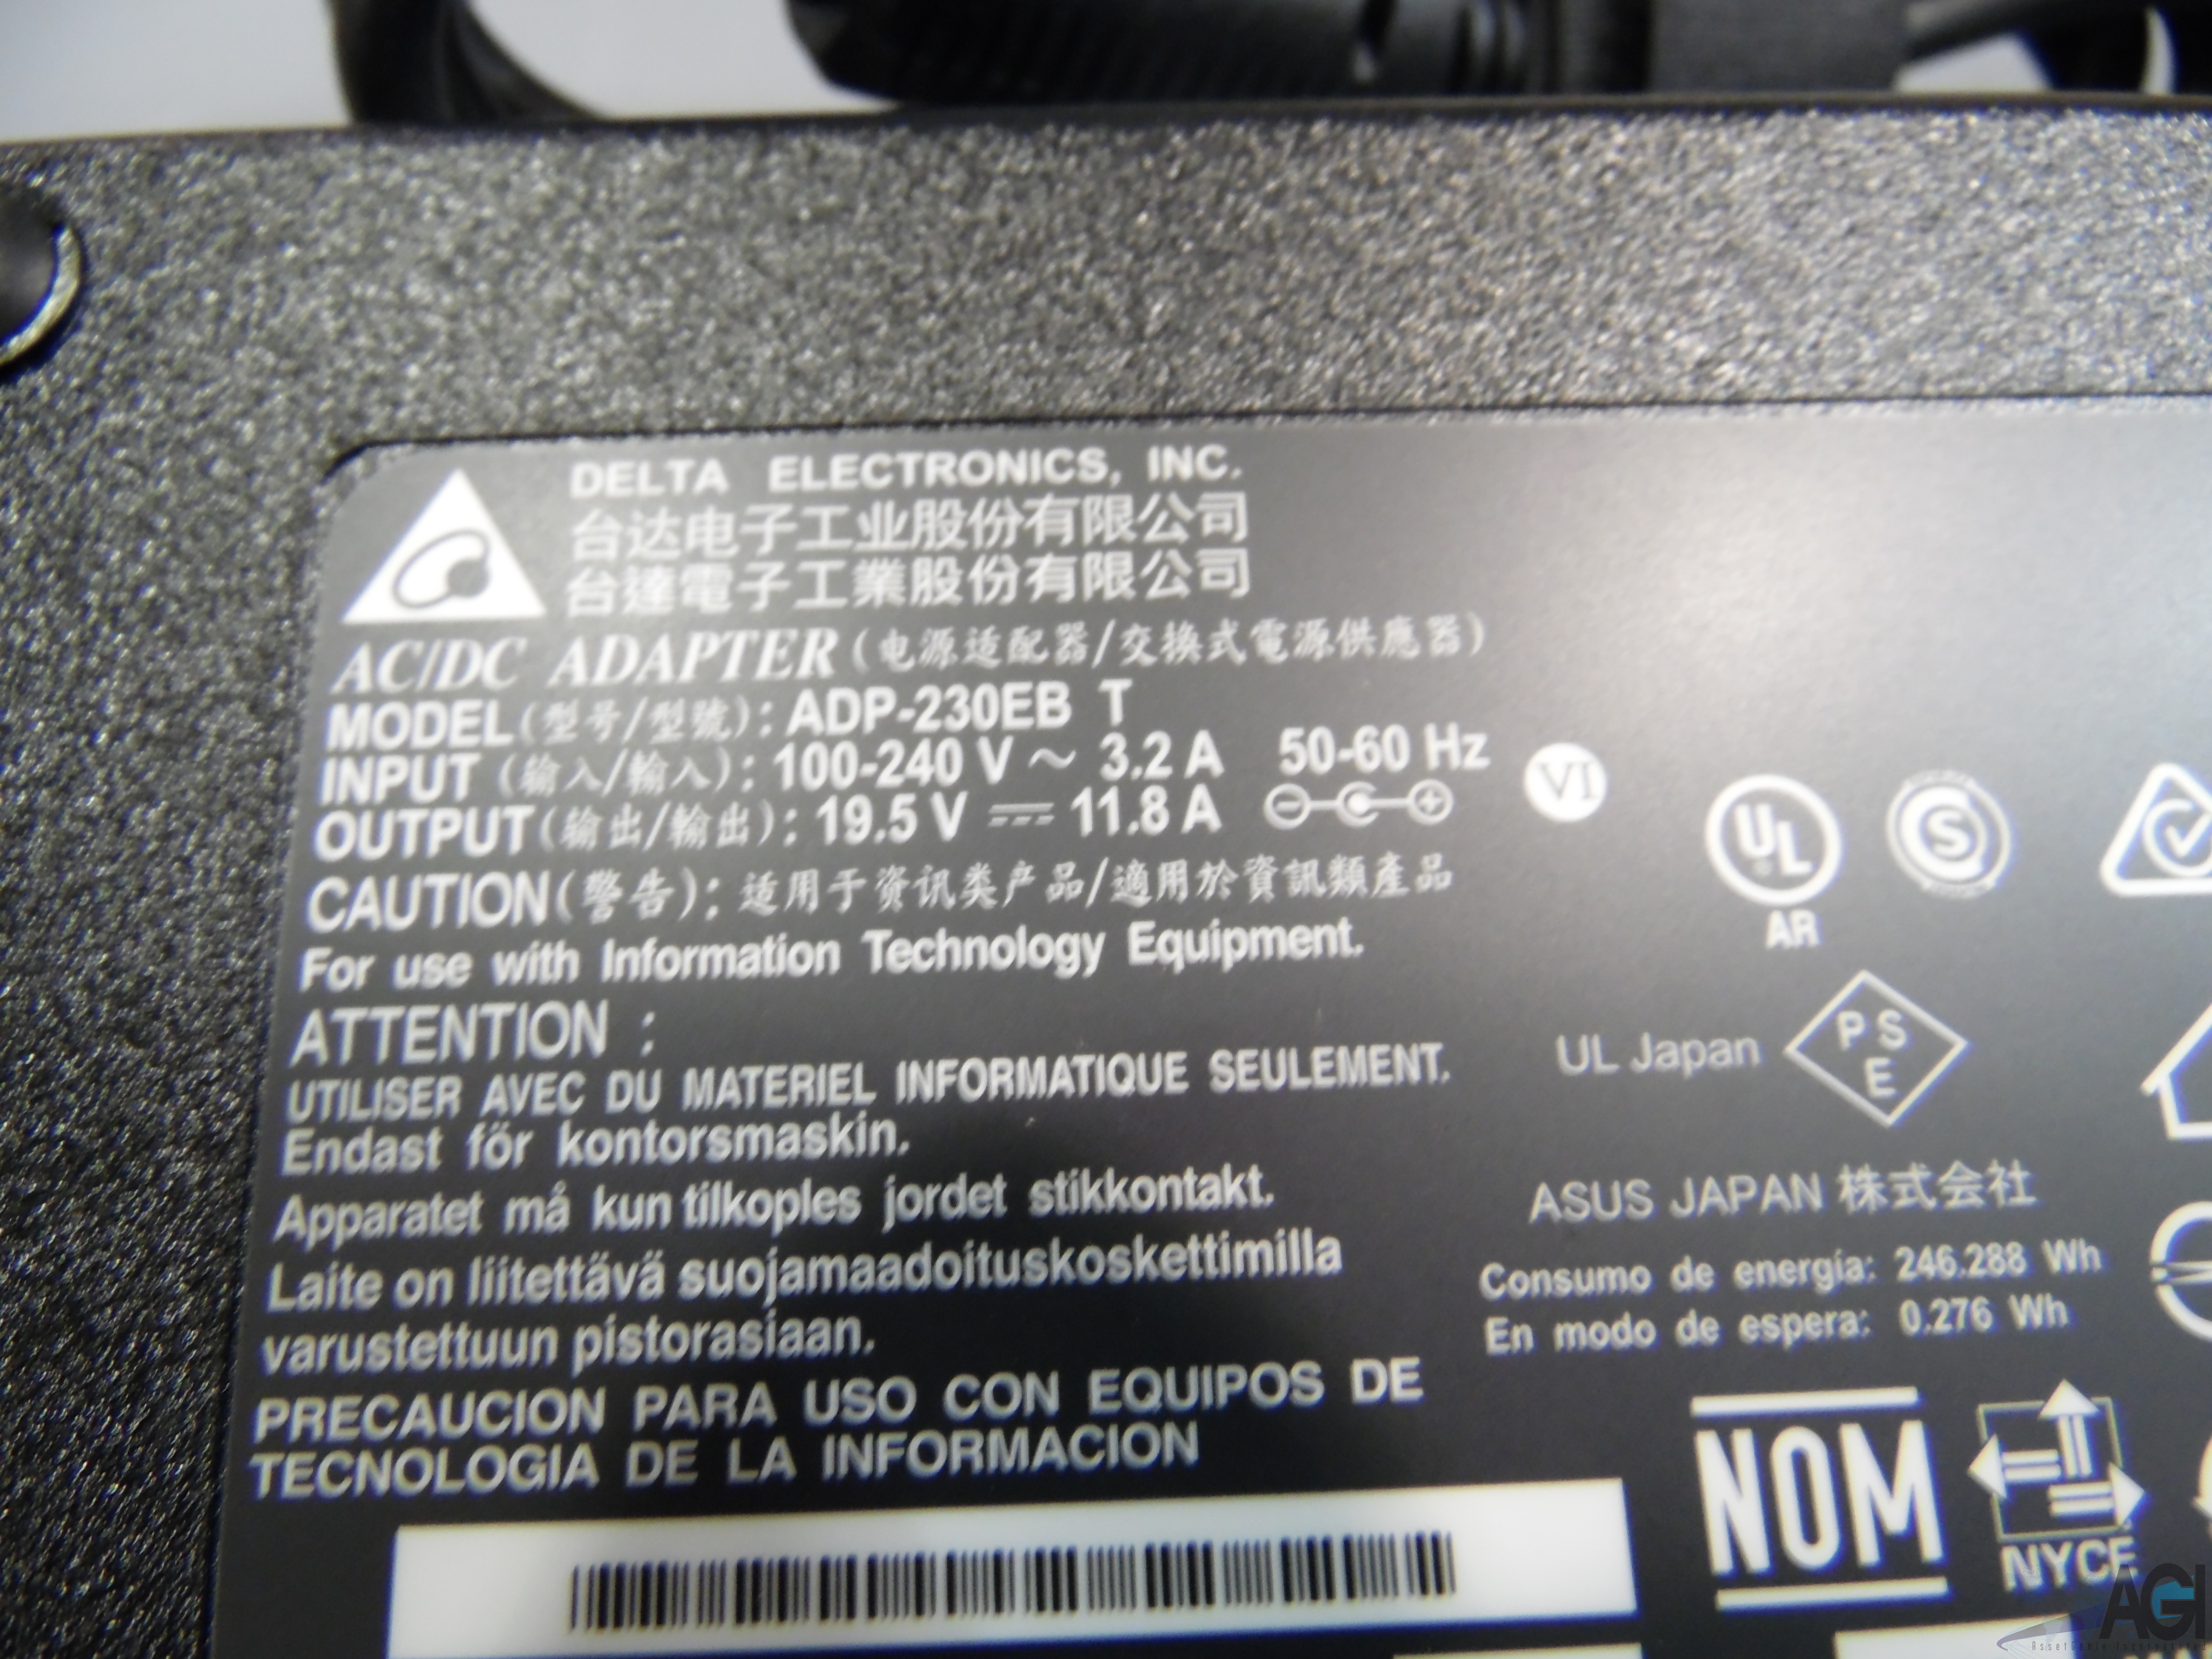 DELTA ELECTRONICS, INC.
台达电子工业股份有限公司
台達電子工業股份有限公司
AC/DC ADAPTER (电源适配器/交換式電源供應器)
MODEL (型号/型號): ADP-230EB T
INPUT (输入/輸入): 100-240 V ~ 3.2 A 50-60 Hz
OUTPUT (输出/輸出): 19.5 V ⎓ 11.8 A
VI
CAUTION (警告): 适用于资讯类产品/適用於資訊類產品
For use with Information Technology Equipment.
ATTENTION :
UTILISER AVEC DU MATERIEL INFORMATIQUE SEULEMENT.
Endast för kontorsmaskin.
Apparatet må kun tilkoples jordet stikkontakt.
Laite on liitettävä suojamaadoituskoskettimilla
varustettuun pistorasiaan.
PRECAUCION PARA USO CON EQUIPOS DE
TECNOLOGIA DE LA INFORMACION
UL
AR
S
UL Japan
PS
E
ASUS JAPAN 株式会社
Consumo de energía: 246.288 Wh
En modo de espera: 0.276 Wh
NOM
NYCE
AGI